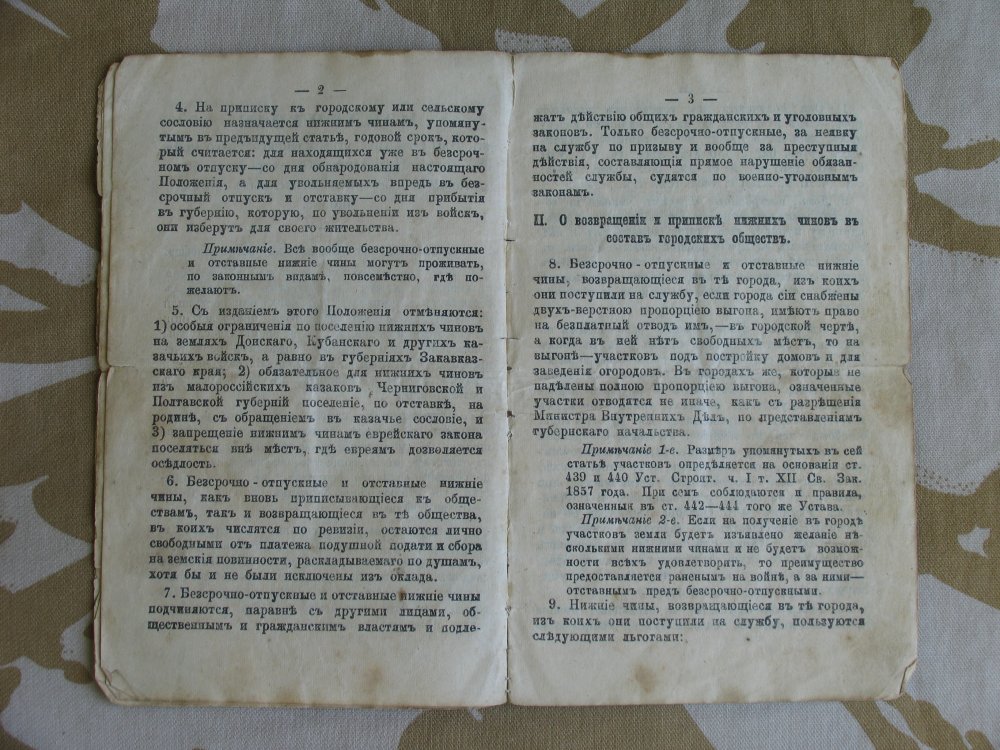 — 2 —
4. На приписку къ городскому или сельскому
сословію назначается нижнимъ чинамъ, упомяну-
тымъ въ предъидущей статьѣ, годовой срокъ, кото-
рый считается: для находящихся уже въ безсроч-
номъ отпуску—со дня обнародованія настоящаго
Положенія, а для увольняемыхъ впредь въ без-
срочный отпускъ и отставку—со дня прибытія
въ губернію, которую, по увольненіи изъ войскъ,
они изберутъ для своего жительства.
Примѣчаніе. Всѣ вообще безсрочно-отпускные
и отставные нижніе чины могутъ проживать,
по законнымъ видамъ, повсемѣстно, гдѣ по-
желаютъ.
5. Съ изданіемъ этого Положенія отмѣняются:
1) особыя ограниченія по поселенію нижнихъ чиновъ
на земляхъ Донскаго, Кубанскаго и другихъ ка-
зачьихъ войскъ, а равно въ губерніяхъ Закавказ-
скаго края; 2) обязательное для нижнихъ чиновъ
изъ малороссійскихъ казаковъ Черниговской и
Полтавской губерній поселеніе, по отставкѣ, на
родинѣ, съ обращеніемъ въ казачье сословіе, и
3) запрещеніе нижнимъ чинамъ еврейскаго закона
поселяться внѣ мѣстъ, гдѣ евреямъ дозволяется
осѣдлость.
6. Безсрочно-отпускные и отставные нижніе
чины, какъ вновь приписывающіеся къ обще-
ствамъ, такъ и возвращающіеся въ тѣ общества,
въ коихъ числятся по ревизіи, остаются лично
свободными отъ платежа подушной подати и сбора
на земскія повинности, раскладываемаго по душамъ,
хотя бы и не были исключены изъ оклада.
7. Безсрочно-отпускные и отставные нижніе чины
подчиняются, паравнѣ съ другими лицами, об-
щественнымъ и гражданскимъ властямъ и подле-
— 3 —
жатъ дѣйствію общихъ гражданскихъ и уголовныхъ
законовъ. Только безсрочно-отпускные, за неявку
на службу по призыву и вообще за преступныя
дѣйствія, составляющія прямое нарушеніе обязан-
ностей службы, судятся по военно-уголовнымъ
законамъ.
II. О возвращеніи и припискѣ нижнихъ чиновъ въ
составъ городскихъ обществъ.
8. Безсрочно-отпускные и отставные нижніе
чины, возвращающіеся въ тѣ города, изъ коихъ
они поступили на службу, если города сіи снабжены
двухъ-верстною пропорціею выгона, имѣютъ право
на безплатный отводъ имъ,—въ городской чертѣ,
а когда въ ней нѣтъ свободныхъ мѣстъ, то на
выгонѣ—участковъ подъ постройку домовъ и для
заведенія огородовъ. Въ городахъ же, которые не
надѣлены полною пропорціею выгона, означенные
участки отводятся не иначе, какъ съ разрѣшенія
Министра Внутреннихъ Дѣлъ, по представленіямъ
губернскаго начальства.
Примѣчаніе 1-е. Размѣръ упомянутыхъ въ сей
статьѣ участковъ опредѣляется на основаніи ст.
439 и 440 Уст. Строит. ч. I т. XII Св. Зак.
1857 года. При семъ соблюдаются и правила,
означенныя въ ст. 442—444 того же Устава.
Примѣчаніе 2-е. Если на полученіе въ городѣ
участковъ земли будетъ изъявлено желаніе нѣ-
сколькими нижними чинами и не будетъ возмож-
ности всѣхъ удовлетворить, то преимущество
предоставляется раненымъ на войнѣ, а за ними—
отставнымъ предъ безсрочно-отпускными.
9. Нижніе чины, возвращающіеся въ тѣ города,
изъ коихъ они поступили на службу, пользуются
слѣдующими льготами: